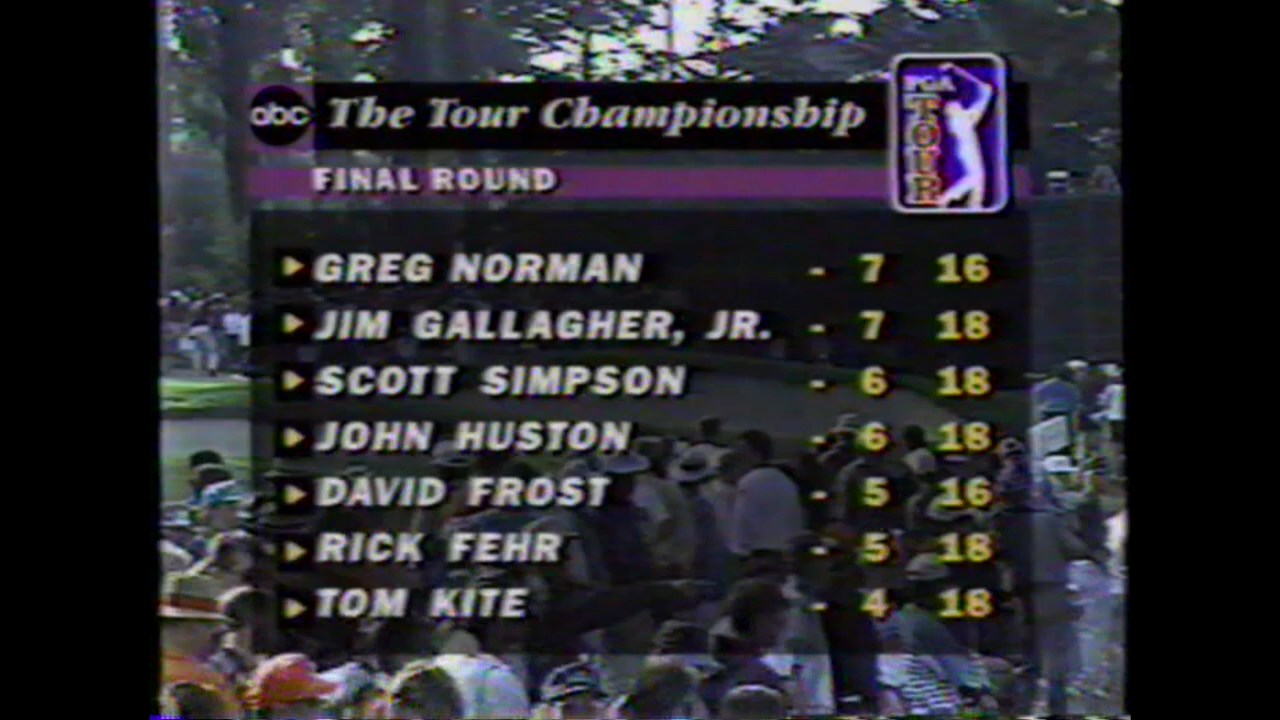 abc The Tour Championship
PGA TOUR
FINAL ROUND
GREG NORMAN - 7 16
JIM GALLAGHER, JR. - 7 18
SCOTT SIMPSON - 6 18
JOHN HUSTON - 6 18
DAVID FROST - 5 16
RICK FEHR - 5 18
TOM KITE - 4 18